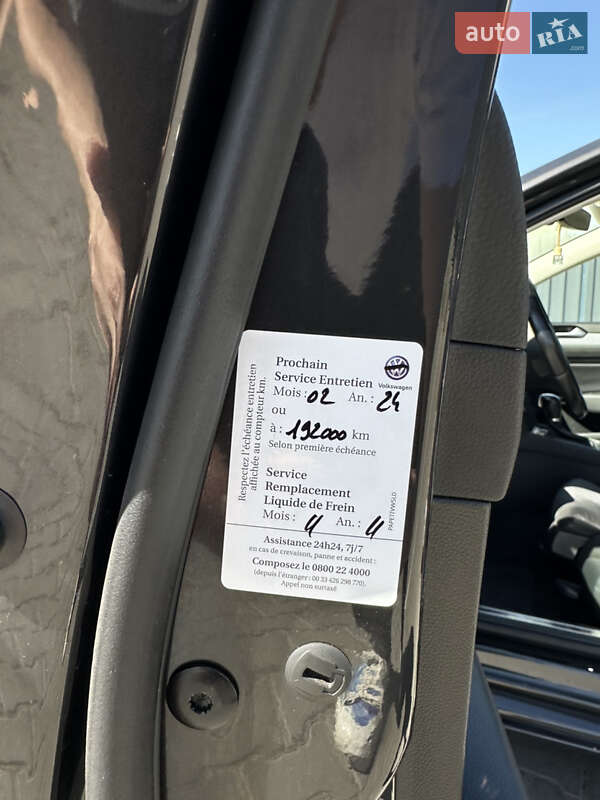 auto RIA
.com
Prochain
Service Entretien
Volkswagen
Mois : 02 An. : 24
ou
à : 192000 km
Selon première échéance
Respectez l'échéance entretien
affichée au compteur km.
Service
Remplacement
Liquide de Frein
Mois : 4 An. : 4
PAPETIVWSLD
Assistance 24h24, 7j/7
en cas de crevaison, panne et accident :
Composez le 0800 22 4000
(depuis l'étranger : 00 33 426 298 770).
Appel non surtaxé